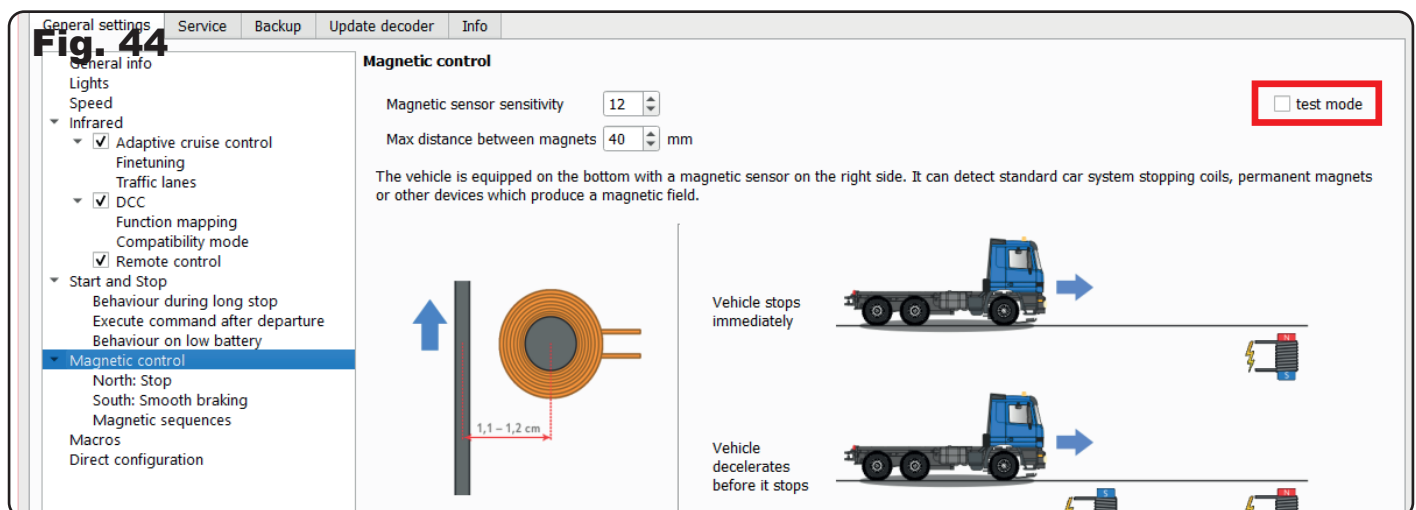 General settings Service Backup Update decoder Info
Fig. 44
General info
Lights
Speed
Infrared
Adaptive cruise control
Finetuning
Traffic lanes
DCC
Function mapping
Compatibility mode
Remote control
Start and Stop
Behaviour during long stop
Execute command after departure
Behaviour on low battery
Magnetic control
North: Stop
South: Smooth braking
Magnetic sequences
Macros
Direct configuration
Magnetic control
Magnetic sensor sensitivity 12
test mode
Max distance between magnets 40 mm
The vehicle is equipped on the bottom with a magnetic sensor on the right side. It can detect standard car system stopping coils, permanent magnets
or other devices which produce a magnetic field.
1,1 – 1,2 cm
Vehicle stops
immediately
N
S
Vehicle
decelerates
before it stops
S
N